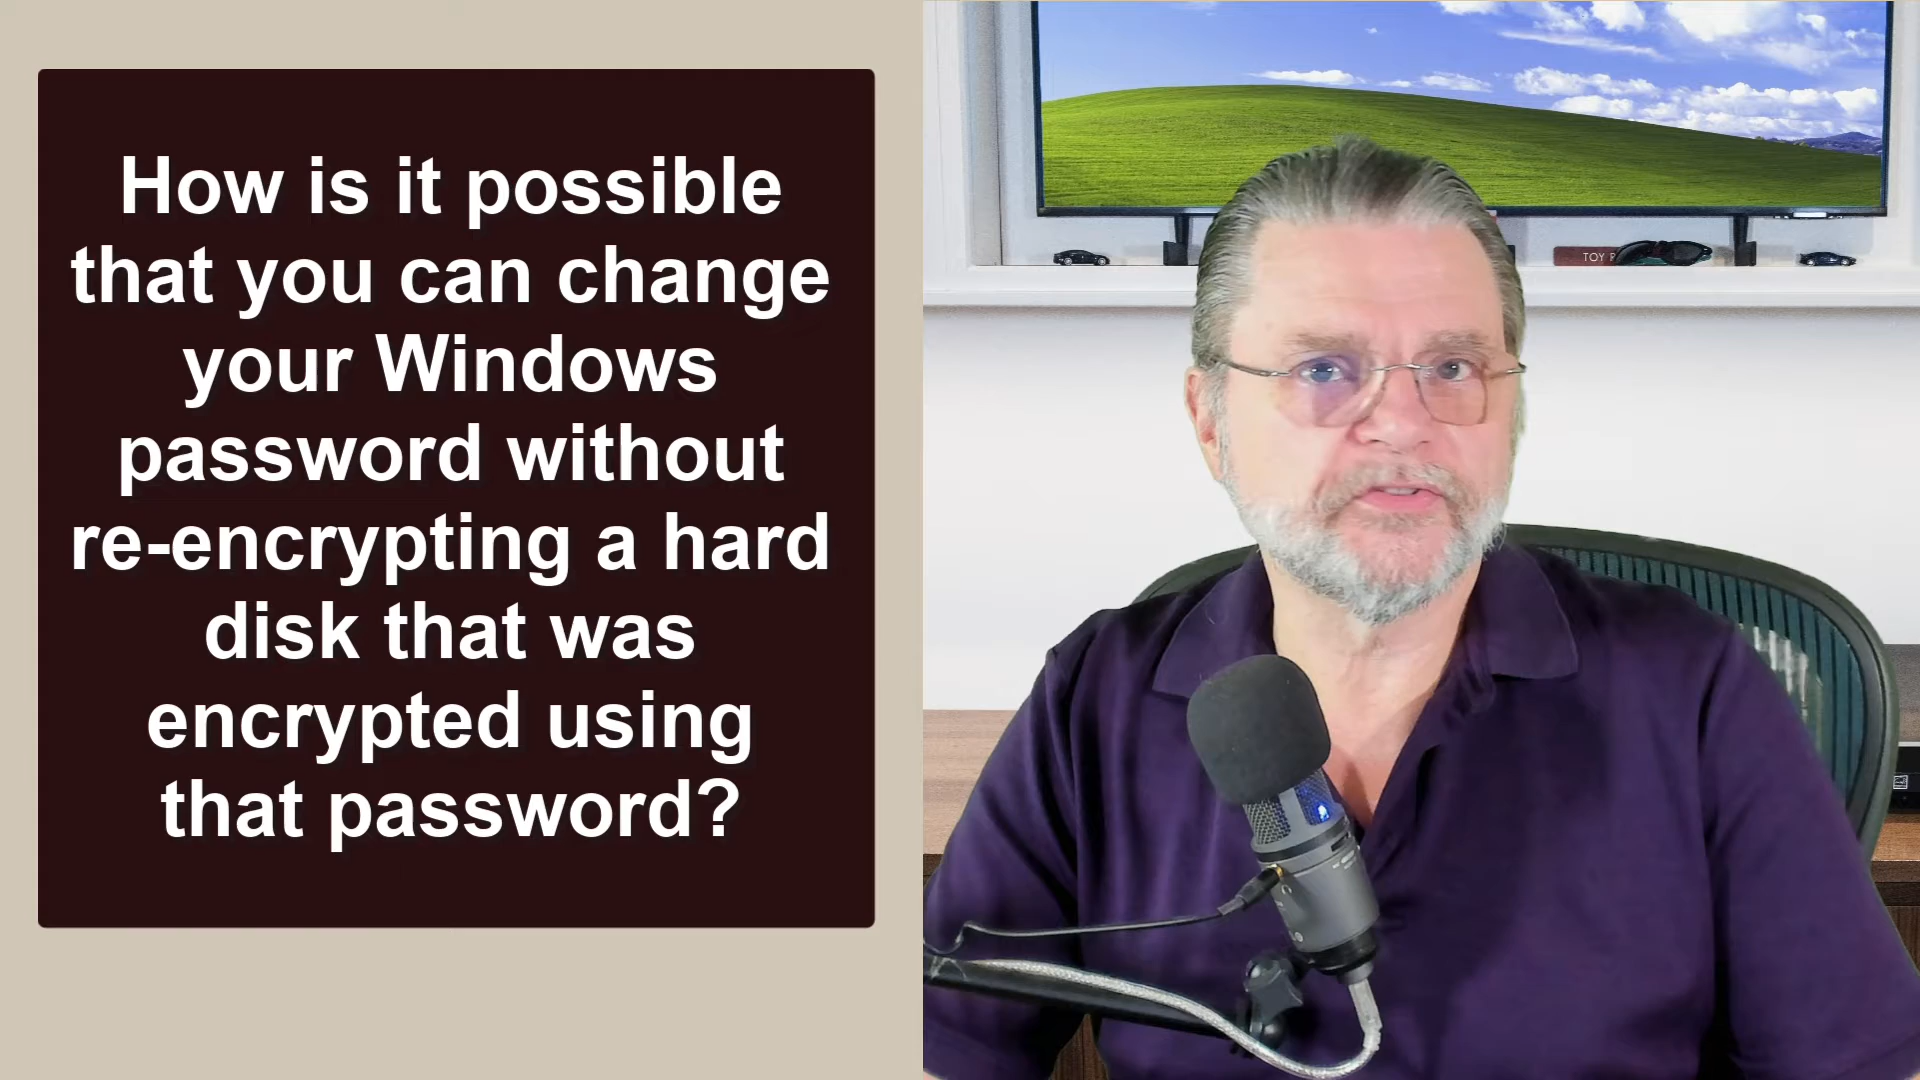 How is it possible
that you can change
your Windows
password without
re-encrypting a hard
disk that was
encrypted using
that password?
TOY